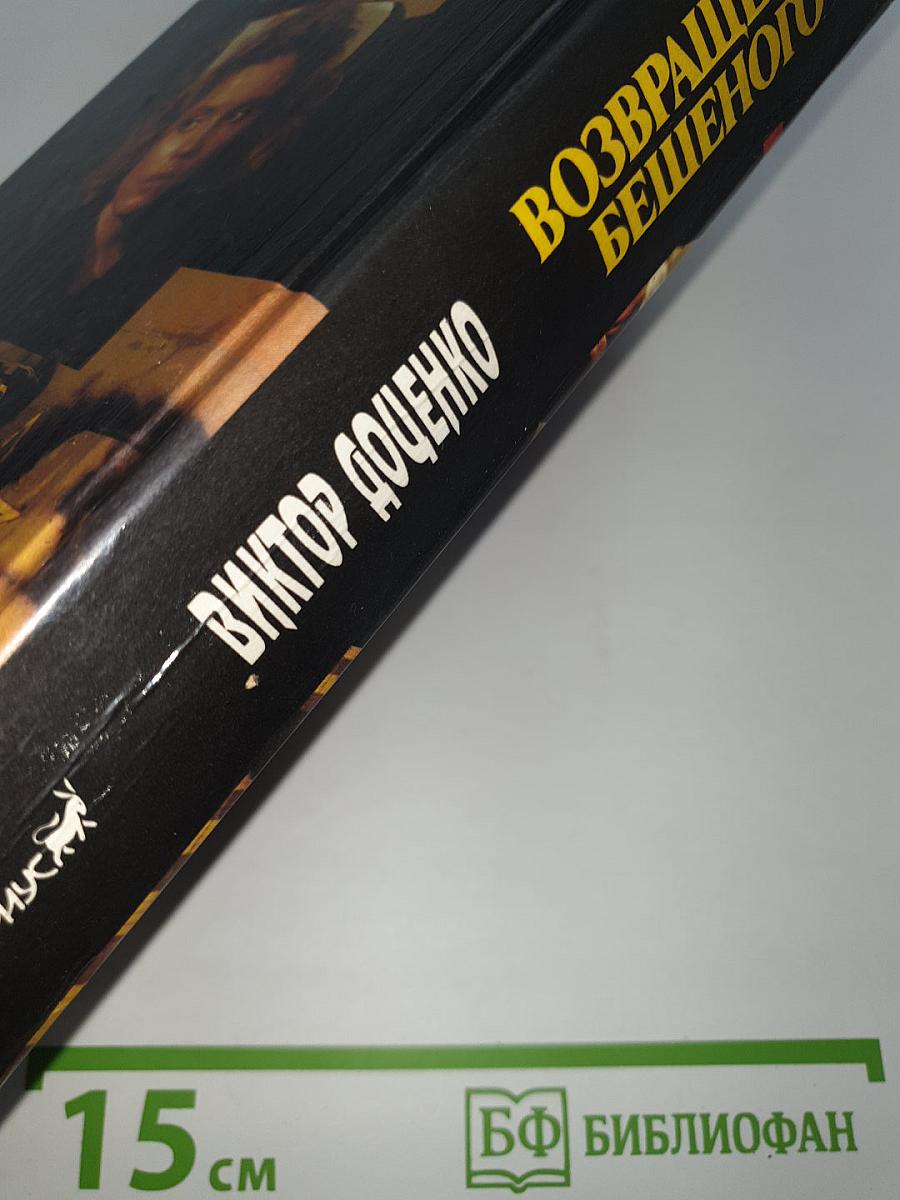 ВОЗВРАЩЕ
БЕШЕНОГО
ВИКТОР ДОЦЕНКО
15 см
БФ БИБЛИОФАН